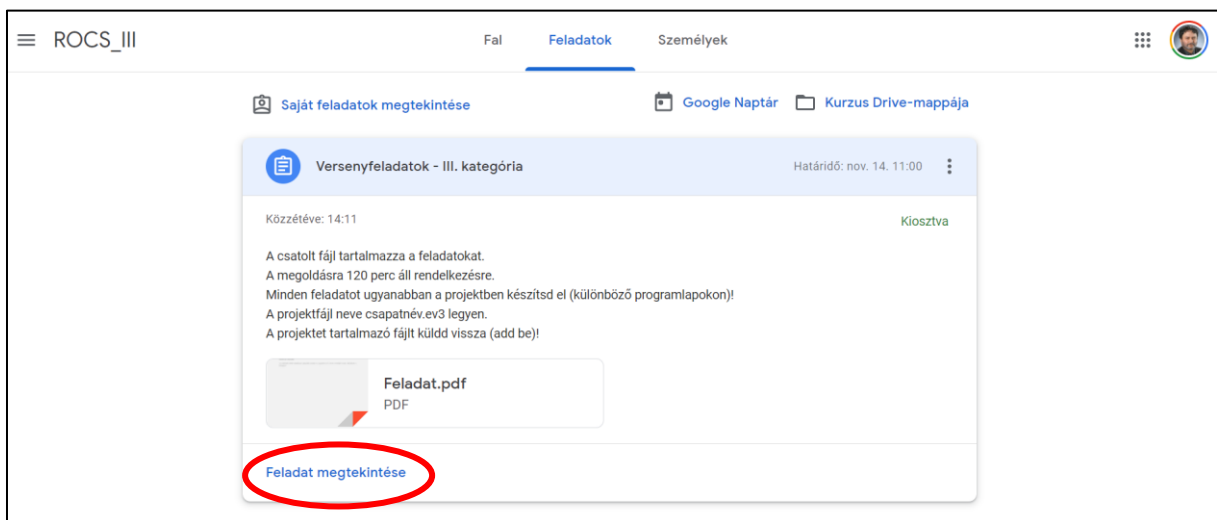 ROCS_III
Fal
Feladatok
Személyek
Saját feladatok megtekintése
Google Naptár
Kurzus Drive-mappája
Versenyfeladatok - III. kategória
Határidő: nov. 14. 11:00
Közzétéve: 14:11
Kiosztva
A csatolt fájl tartalmazza a feladatokat.
A megoldásra 120 perc áll rendelkezésre.
Minden feladatot ugyanabban a projektben készítsd el (különböző programlapokon)!
A projektfájl neve csapatnév.ev3 legyen.
A projektet tartalmazó fájlt küldd vissza (add be)!
Feladat.pdf
PDF
Feladat megtekintése